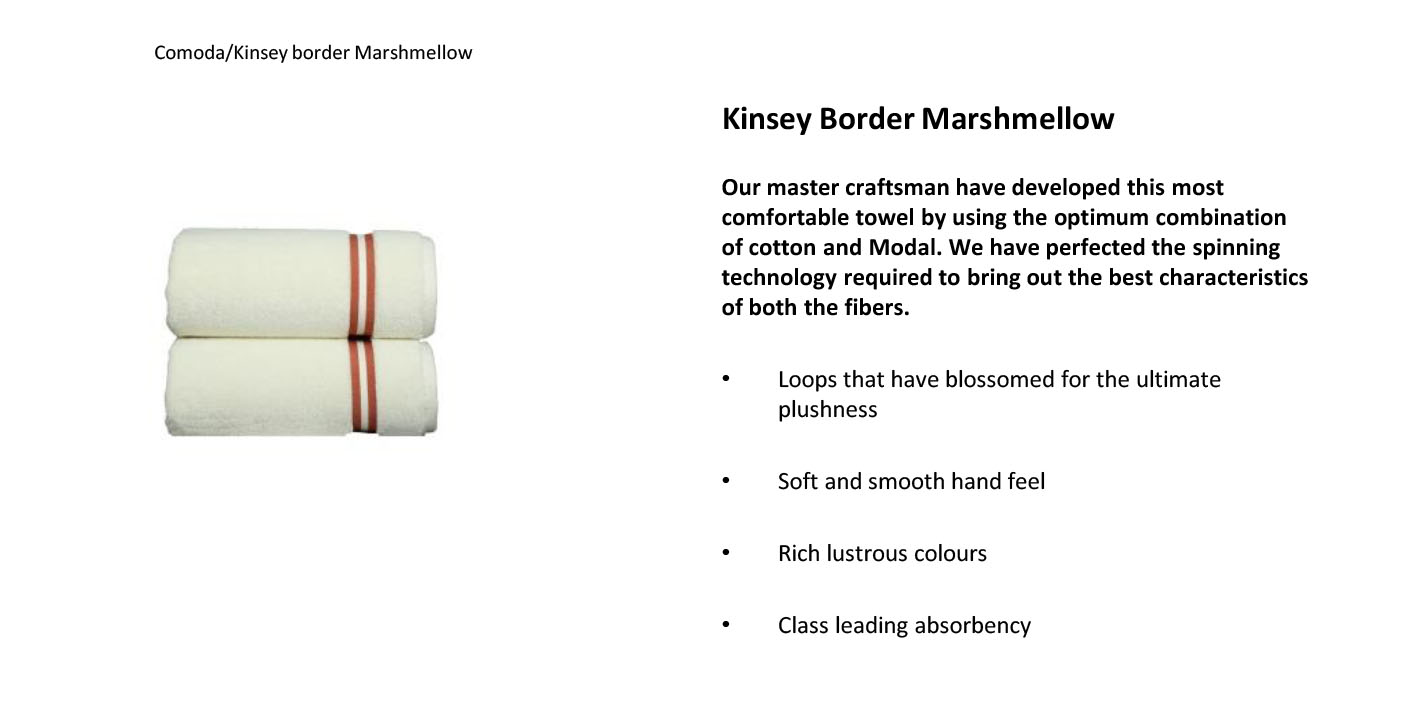 Comoda/Kinsey border Marshmellow
Kinsey Border Marshmellow
Our master craftsman have developed this most
comfortable towel by using the optimum combination
of cotton and Modal. We have perfected the spinning
technology required to bring out the best characteristics
of both the fibers.
• Loops that have blossomed for the ultimate
plushness
• Soft and smooth hand feel
• Rich lustrous colours
• Class leading absorbency